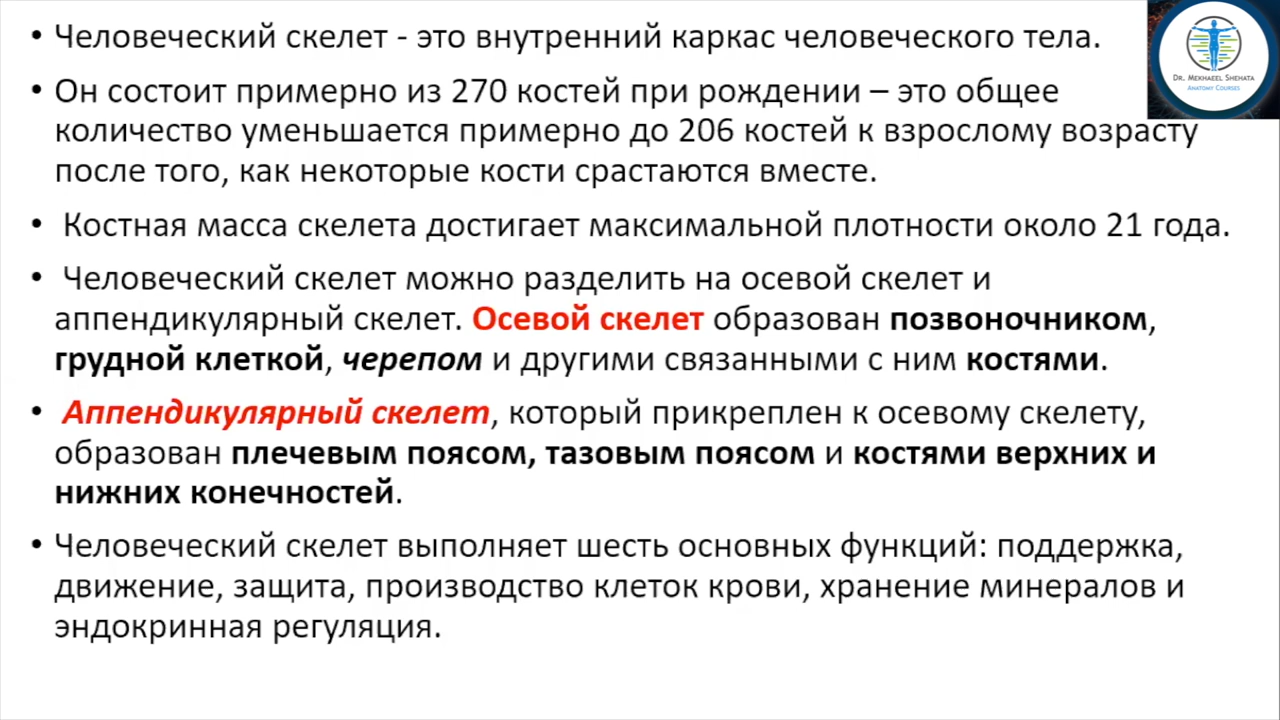 • Человеческий скелет - это внутренний каркас человеческого тела.
• Он состоит примерно из 270 костей при рождении – это общее
количество уменьшается примерно до 206 костей к взрослому возрасту
после того, как некоторые кости срастаются вместе.
• Костная масса скелета достигает максимальной плотности около 21 года.
• Человеческий скелет можно разделить на осевой скелет и
аппендикулярный скелет. Осевой скелет образован позвоночником,
грудной клеткой, черепом и другими связанными с ним костями.
• Аппендикулярный скелет, который прикреплен к осевому скелету,
образован плечевым поясом, тазовым поясом и костями верхних и
нижних конечностей.
• Человеческий скелет выполняет шесть основных функций: поддержка,
движение, защита, производство клеток крови, хранение минералов и
эндокринная регуляция.
DR. MEKHAEEL SHEHATA
ANATOMY COURSES